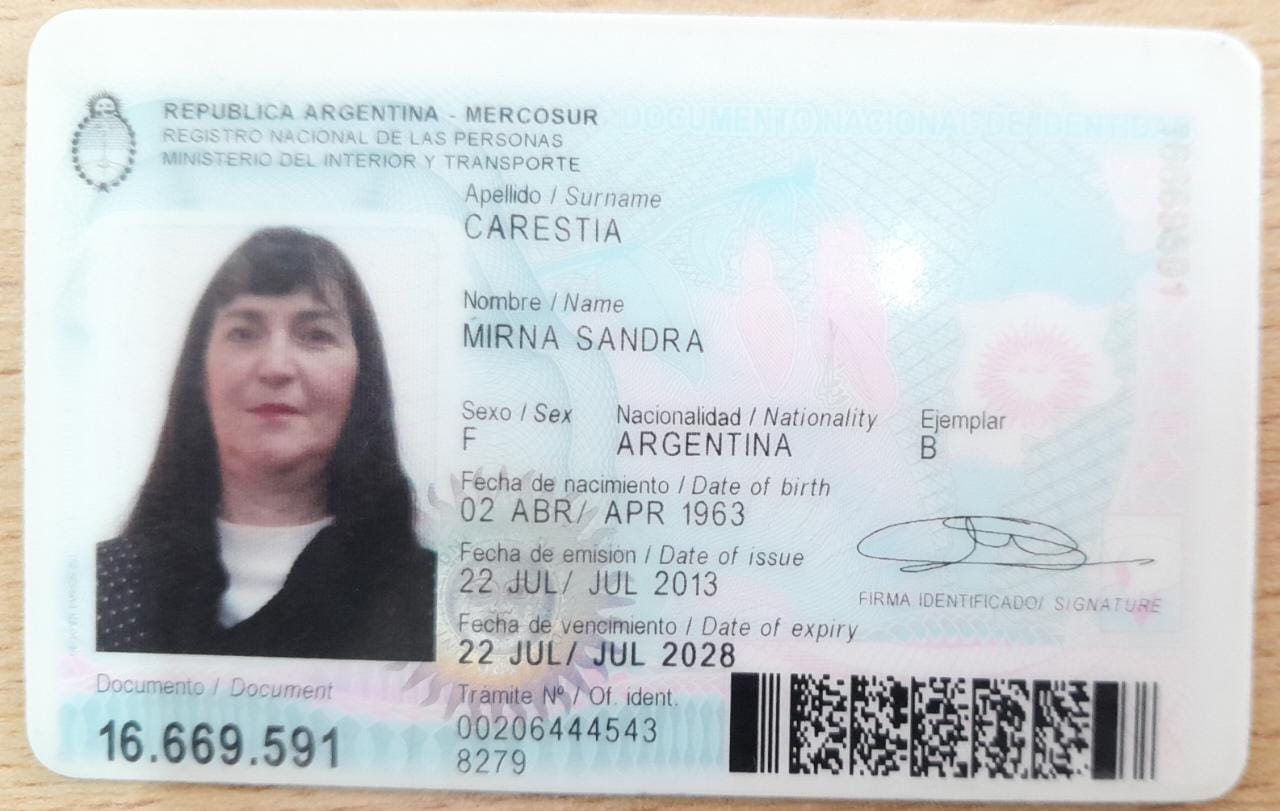 REPUBLICA ARGENTINA - MERCOSUR
REGISTRO NACIONAL DE LAS PERSONAS
MINISTERIO DEL INTERIOR Y TRANSPORTE
DOCUMENTO NACIONAL DE IDENTIDAD
Apellido / Surname
CARESTIA
Nombre / Name
MIRNA SANDRA
Sexo / Sex Nacionalidad / Nationality Ejemplar
F ARGENTINA B
Fecha de nacimiento / Date of birth
02 ABR/ APR 1963
Fecha de emisión / Date of issue
22 JUL/ JUL 2013
FIRMA IDENTIFICADO/ SIGNATURE
Fecha de vencimiento / Date of expiry
22 JUL/ JUL 2028
Documento / Document
16.669.591
Trámite Nº / Of. ident.
00206444543
8279